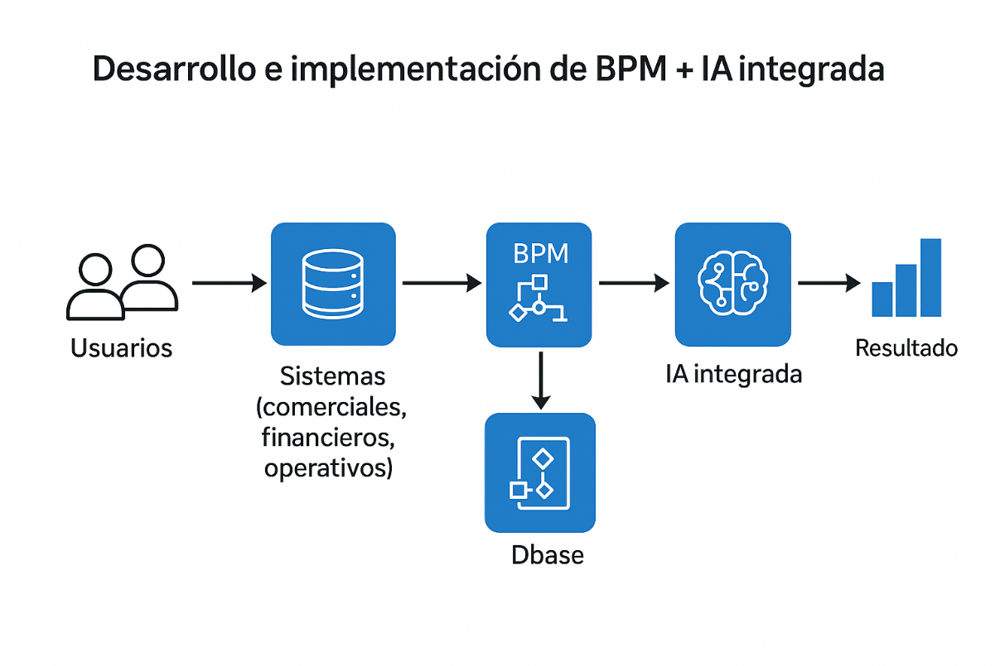 Desarrollo e implementación de BPM + IA integrada
BPM
Usuarios
Sistemas
(comerciales,
financieros,
operativos)
IA integrada
Resultado
Dbase